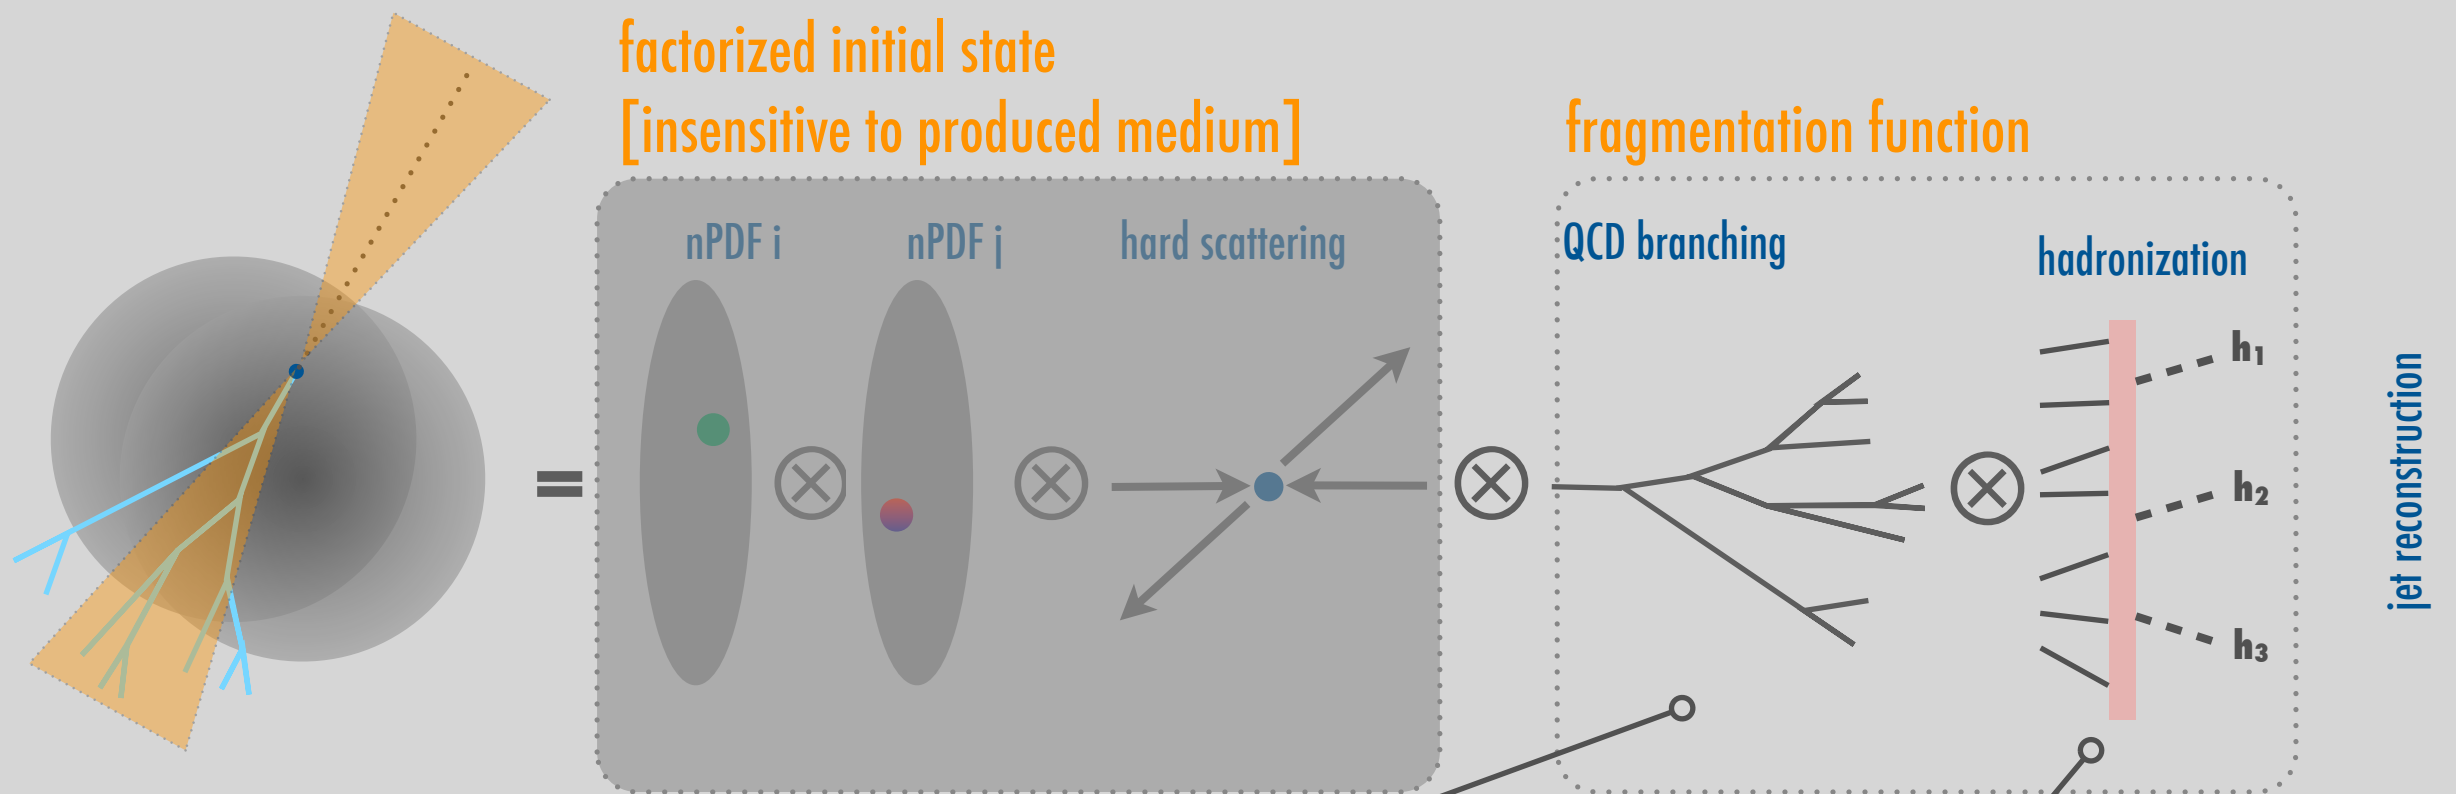 factorized initial state
[insensitive to produced medium]
fragmentation function
nPDF i
nPDF j
hard scattering
QCD branching
hadronization
=
h₁
h₂
h₃
jet reconstruction